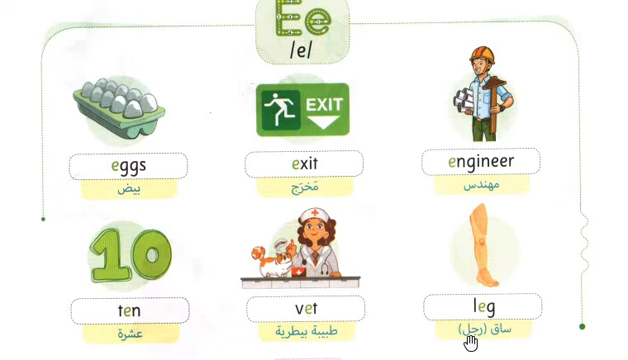 Ee
/e/
EXIT
eggs
بيض
exit
مَخرَج
engineer
مهندس
10
ten
عشرة
vet
طبيبة بيطرية
leg
ساق (رجل)